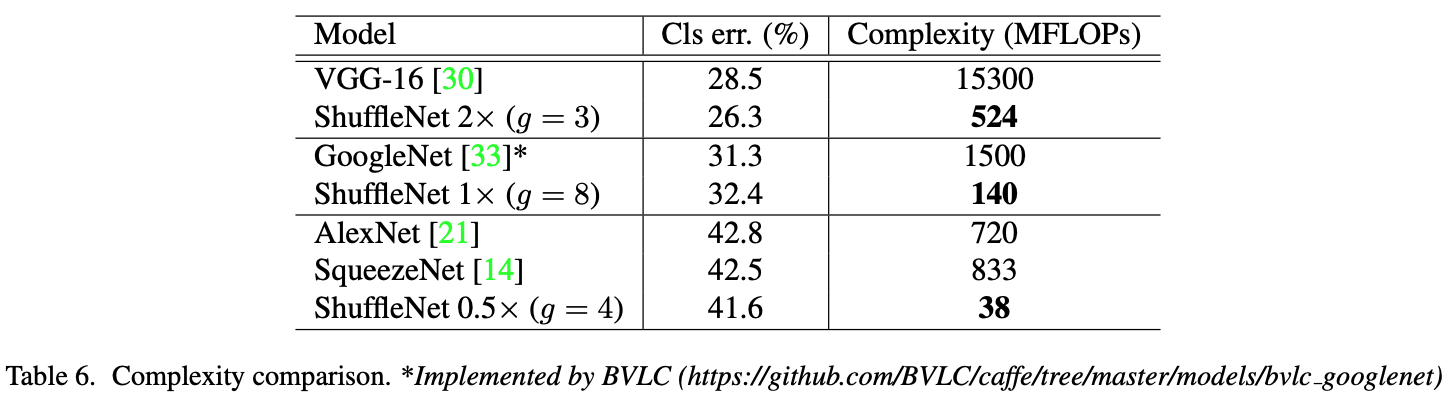 Model Cls err. (%) Complexity (MFLOPs)
VGG-16 [30] 28.5 15300
ShuffleNet 2× (g = 3) 26.3 524
GoogleNet [33]* 31.3 1500
ShuffleNet 1× (g = 8) 32.4 140
AlexNet [21] 42.8 720
SqueezeNet [14] 42.5 833
ShuffleNet 0.5× (g = 4) 41.6 38
Table 6. Complexity comparison. *Implemented by BVLC (https://github.com/BVLC/caffe/tree/master/models/bvlc_googlenet)